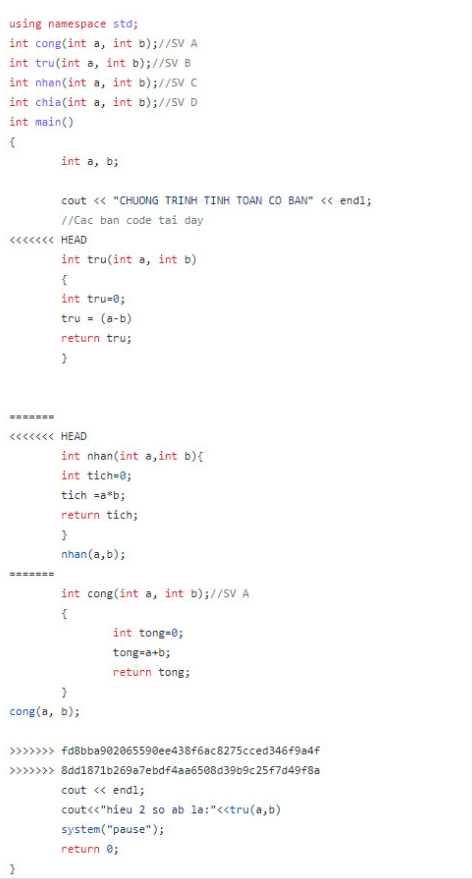 using namespace std;
int cong(int a, int b);//SV A
int tru(int a, int b);//SV B
int nhan(int a, int b);//SV C
int chia(int a, int b);//SV D
int main()
{
int a, b;
cout << "CHUONG TRINH TINH TOAN CO BAN" << endl;
//Cac ban code tai day
<<<<<<< HEAD
int tru(int a, int b)
{
int tru=0;
tru = (a-b)
return tru;
}
=======
<<<<<<< HEAD
int nhan(int a,int b){
int tich=0;
tich =a*b;
return tich;
}
nhan(a,b);
=======
int cong(int a, int b);//SV A
{
int tong=0;
tong=a+b;
return tong;
}
cong(a, b);
>>>>>>> fd8bba902065590ee438f6ac8275cced346f9a4f
>>>>>>> 8dd1871b269a7ebdf4aa6508d39b9c25f7d49f8a
cout << endl;
cout<<"hieu 2 so ab la:"<<tru(a,b)
system("pause");
return 0;
}